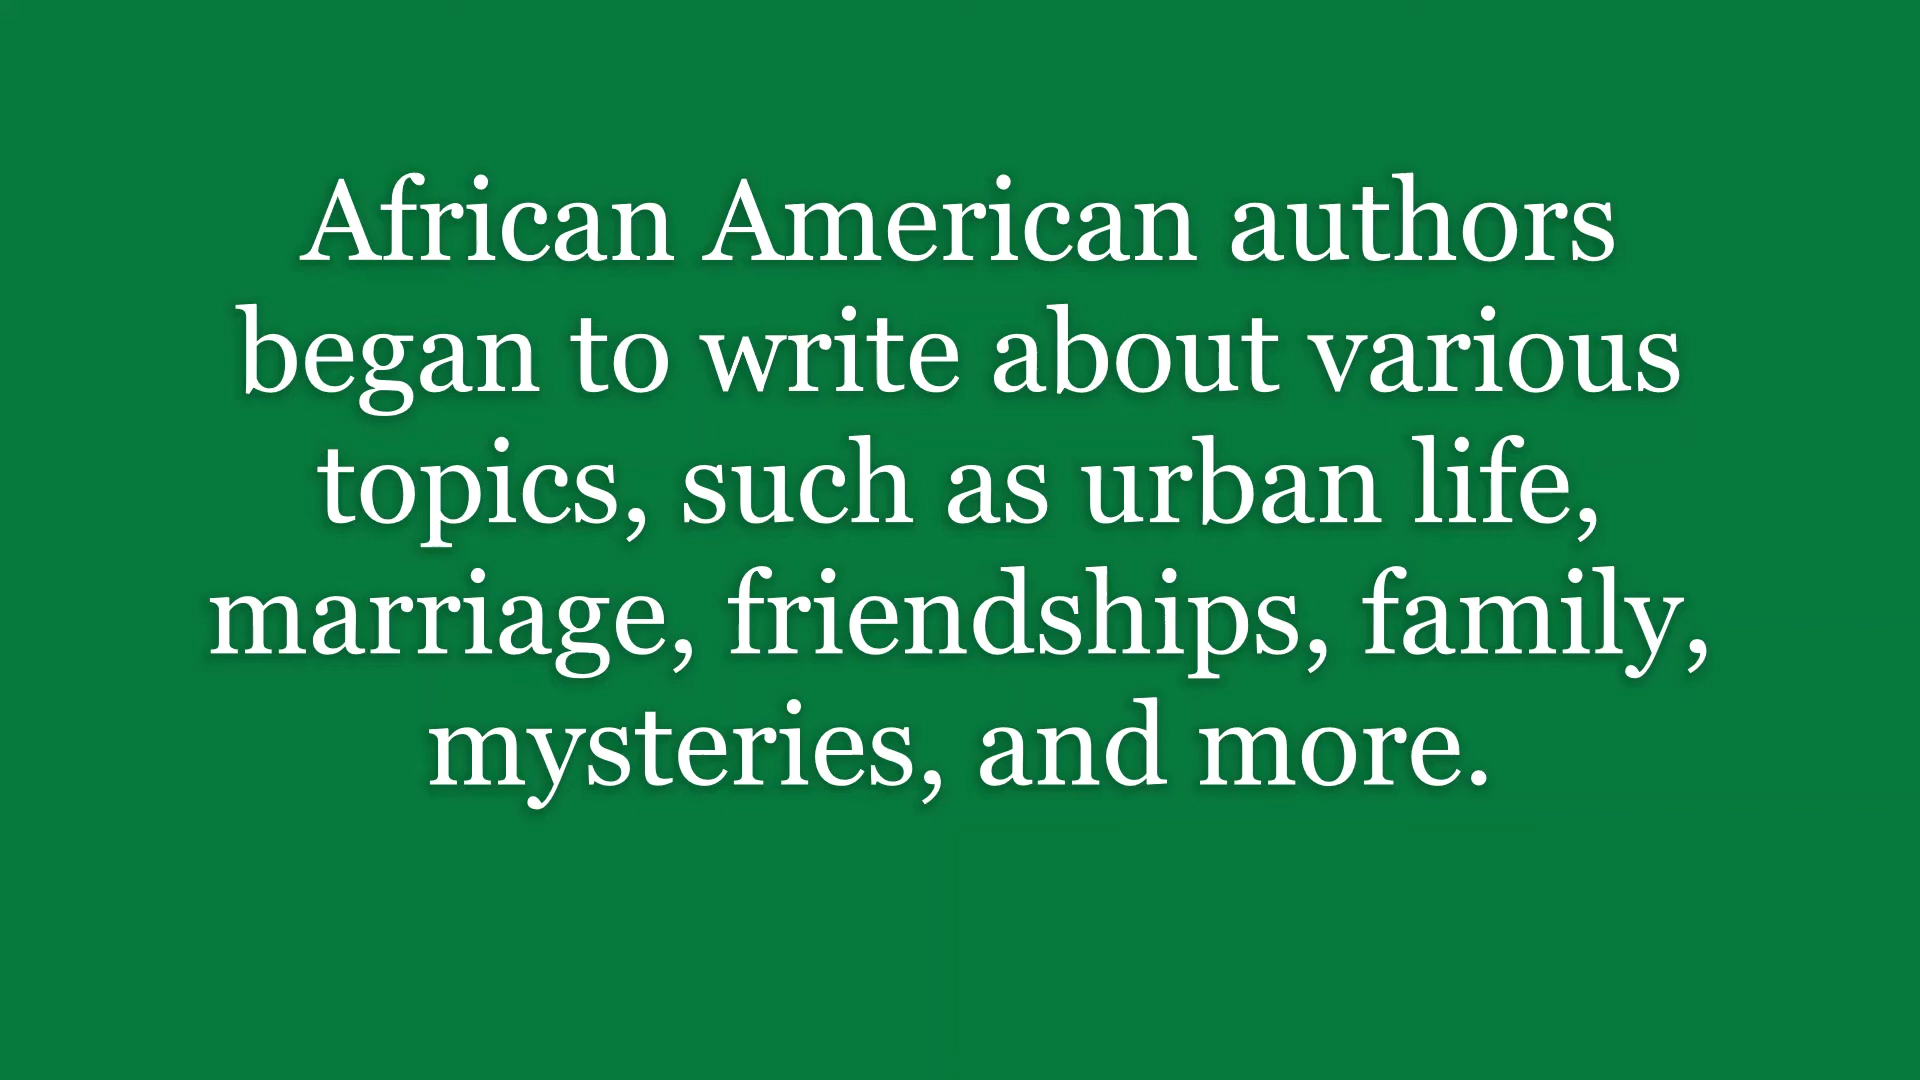 African American authors
began to write about various
topics, such as urban life,
marriage, friendships, family,
mysteries, and more.